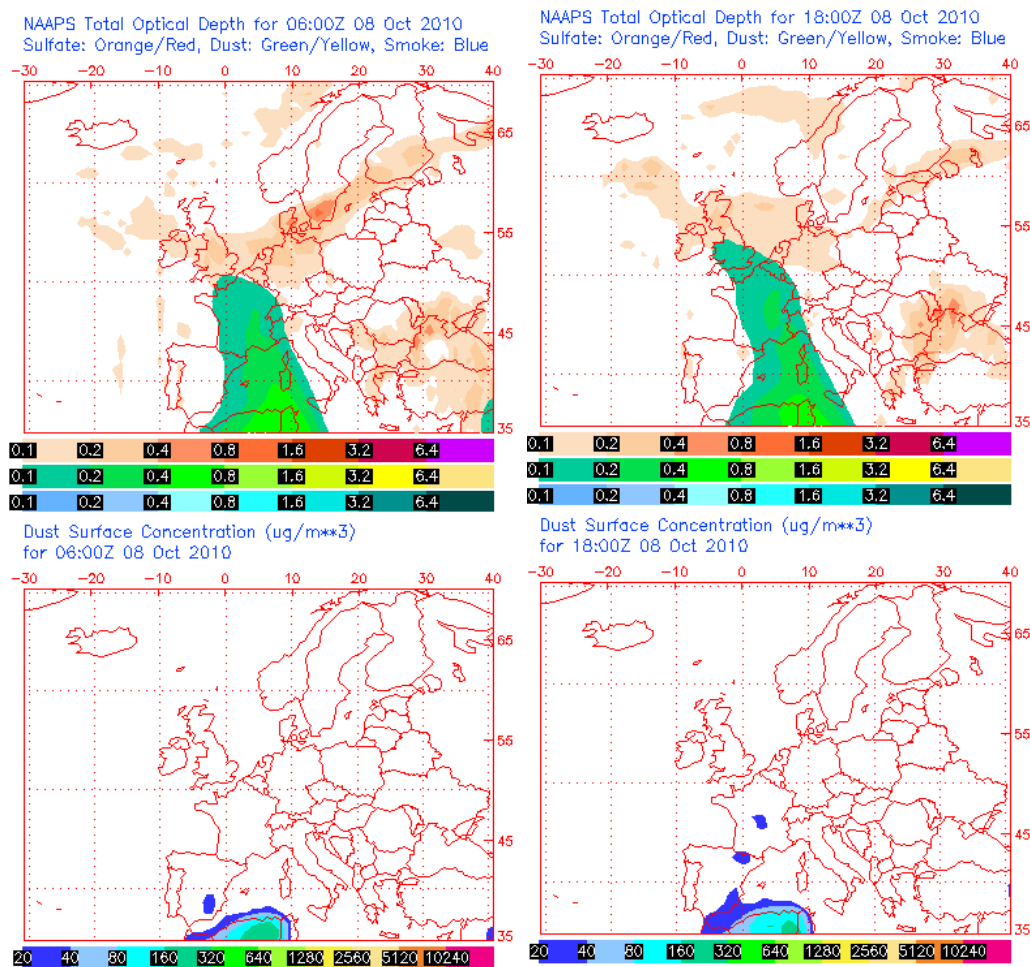 NAAPS Total Optical Depth for 06:00Z 08 Oct 2010
Sulfate: Orange/Red, Dust: Green/Yellow, Smoke: Blue
-30 -20 -10 0 10 20 30 40
65
55
45
35
0.1 0.2 0.4 0.8 1.6 3.2 6.4
0.1 0.2 0.4 0.8 1.6 3.2 6.4
0.1 0.2 0.4 0.8 1.6 3.2 6.4
NAAPS Total Optical Depth for 18:00Z 08 Oct 2010
Sulfate: Orange/Red, Dust: Green/Yellow, Smoke: Blue
-30 -20 -10 0 10 20 30 40
65
55
45
35
0.1 0.2 0.4 0.8 1.6 3.2 6.4
0.1 0.2 0.4 0.8 1.6 3.2 6.4
0.1 0.2 0.4 0.8 1.6 3.2 6.4
Dust Surface Concentration (ug/m**3)
for 06:00Z 08 Oct 2010
-30 -20 -10 0 10 20 30 40
65
55
45
35
20 40 80 160 320 640 1280 2560 5120 10240
Dust Surface Concentration (ug/m**3)
for 18:00Z 08 Oct 2010
-30 -20 -10 0 10 20 30 40
65
55
45
35
20 40 80 160 320 640 1280 2560 5120 10240